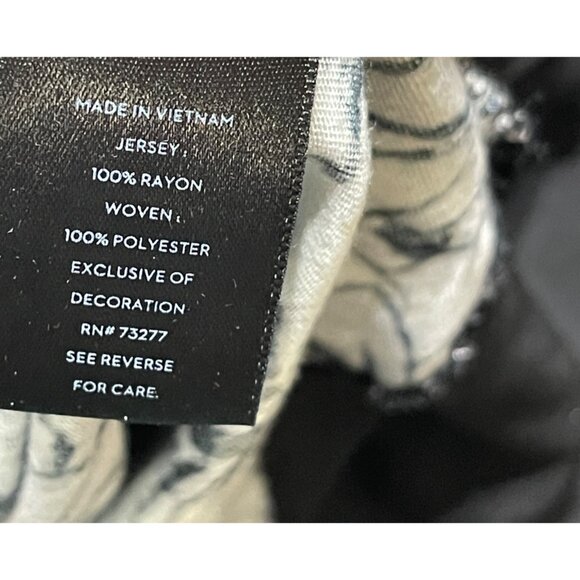 MADE IN VIETNAM
JERSEY:
100% RAYON
WOVEN:
100% POLYESTER
EXCLUSIVE OF
DECORATION
RN# 73277
SEE REVERSE
FOR CARE.